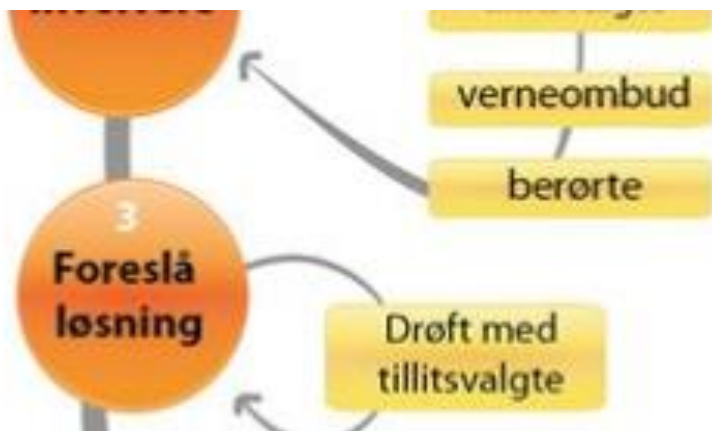 verneombud
berørte
3
Foreslå
løsning
Drøft med
tillitsvalgte